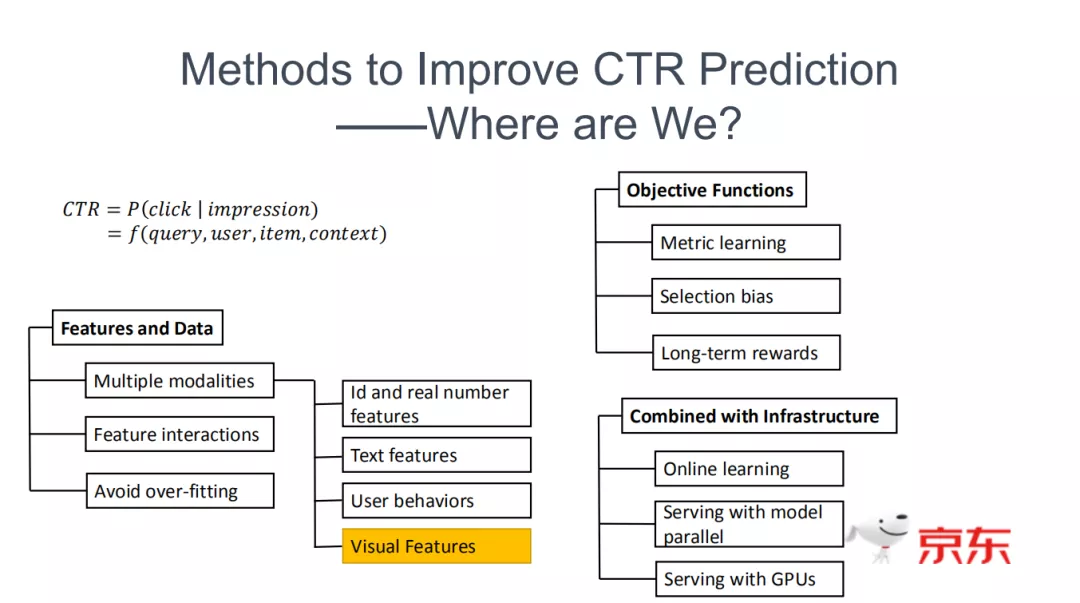 Methods to Improve CTR Prediction
——Where are We?
CTR = P(click | impression)
= f(query, user, item, context)
Features and Data
Multiple modalities
Feature interactions
Avoid over-fitting
Id and real number
features
Text features
User behaviors
Visual Features
Objective Functions
Metric learning
Selection bias
Long-term rewards
Combined with Infrastructure
Online learning
Serving with model
parallel
Serving with GPUs
京东